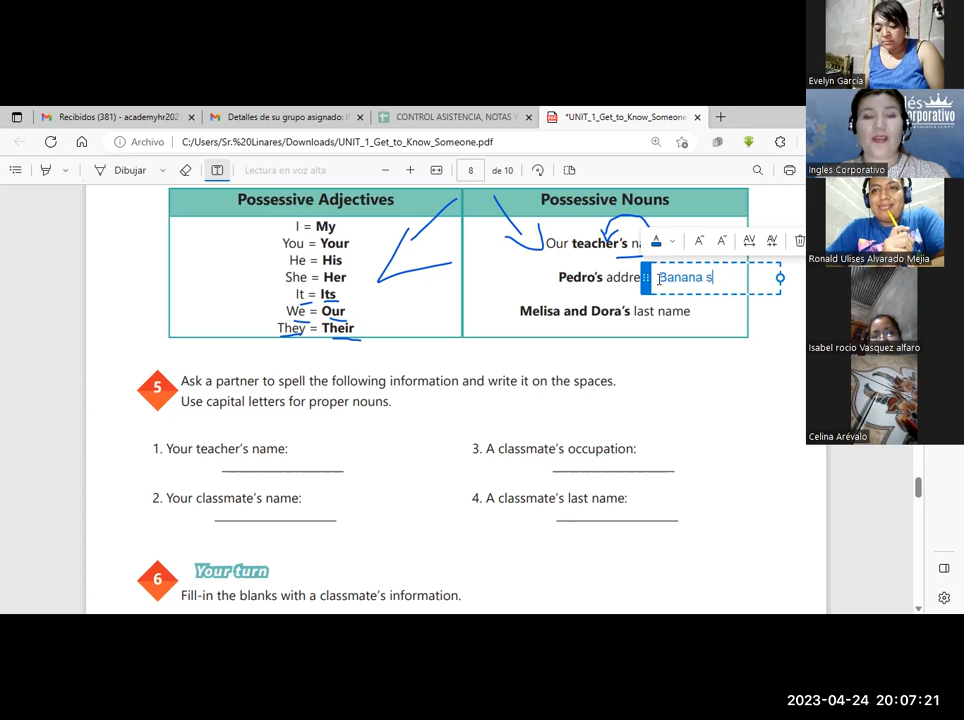 Recibidos (381) - academyhr202
Detalles de su grupo asignado: I
CONTROL ASISTENCIA, NOTAS Y
*UNIT_1_Get_to_Know_Someone.
Archivo
C:/Users/Sr.%20Linares/Downloads/UNIT_1_Get_to_Know_Someone.pdf
Dibujar
Lectura en voz alta
8 de 10
Possessive Adjectives
I = My
You = Your
He = His
She = Her
It = Its
We = Our
They = Their
Possessive Nouns
Our teacher's na
Pedro's addre
Banana s
Melisa and Dora's last name
5
Ask a partner to spell the following information and write it on the spaces.
Use capital letters for proper nouns.
1. Your teacher's name:
2. Your classmate's name:
3. A classmate's occupation:
4. A classmate's last name:
6
Your turn
Fill-in the blanks with a classmate's information.
Evelyn García
lés
orporativo
Ingles Corporativo
Ronald Ulises Alvarado Mejia
Isabel rocio Vasquez alfaro
Celina Arévalo
2023-04-24 20:07:21